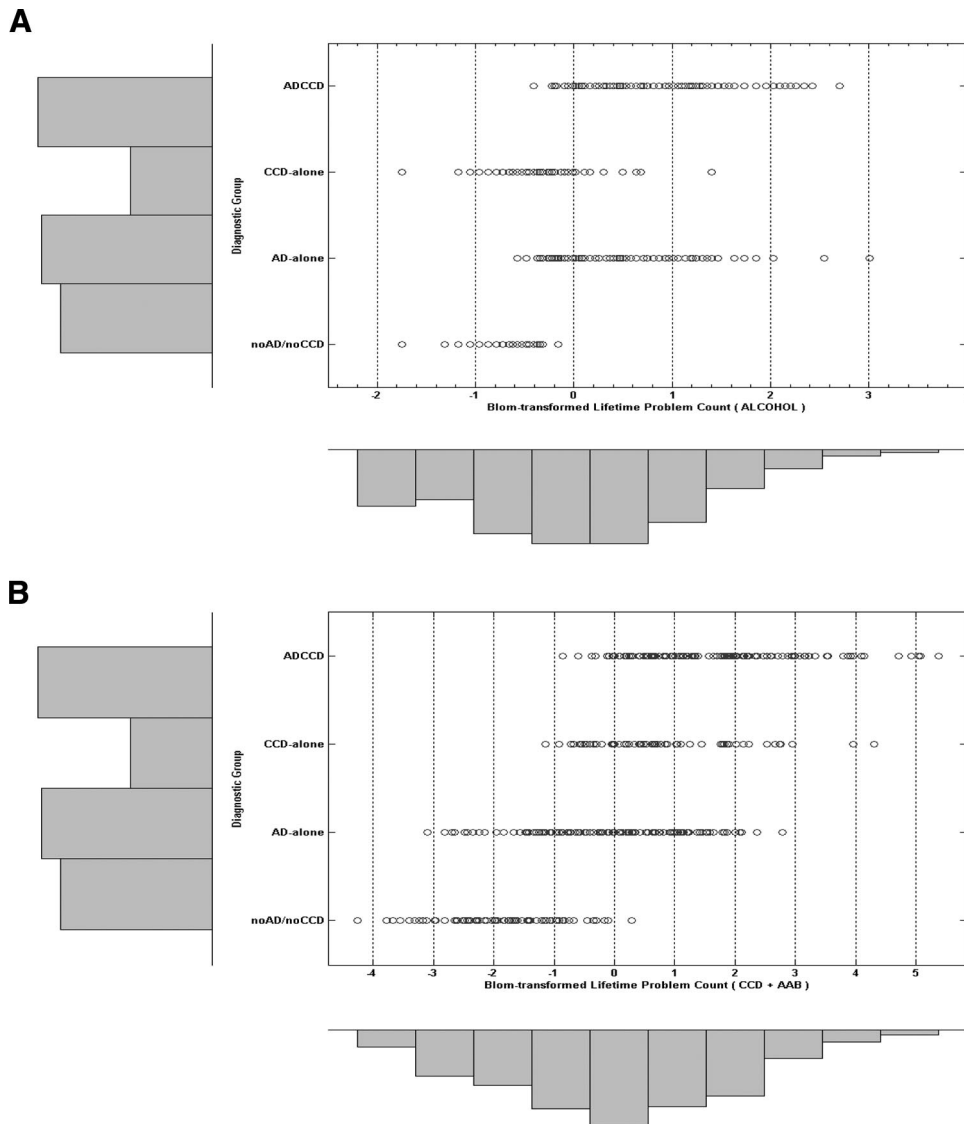 A
Diagnostic Group
ADCCD
CCD-alone
AD-alone
noAD/noCCD
-2 -1 0 1 2 3
Blom-transformed Lifetime Problem Count ( ALCOHOL )
B
Diagnostic Group
ADCCD
CCD-alone
AD-alone
noAD/noCCD
-4 -3 -2 -1 0 1 2 3 4 5
Blom-transformed Lifetime Problem Count ( CCD + AAB )